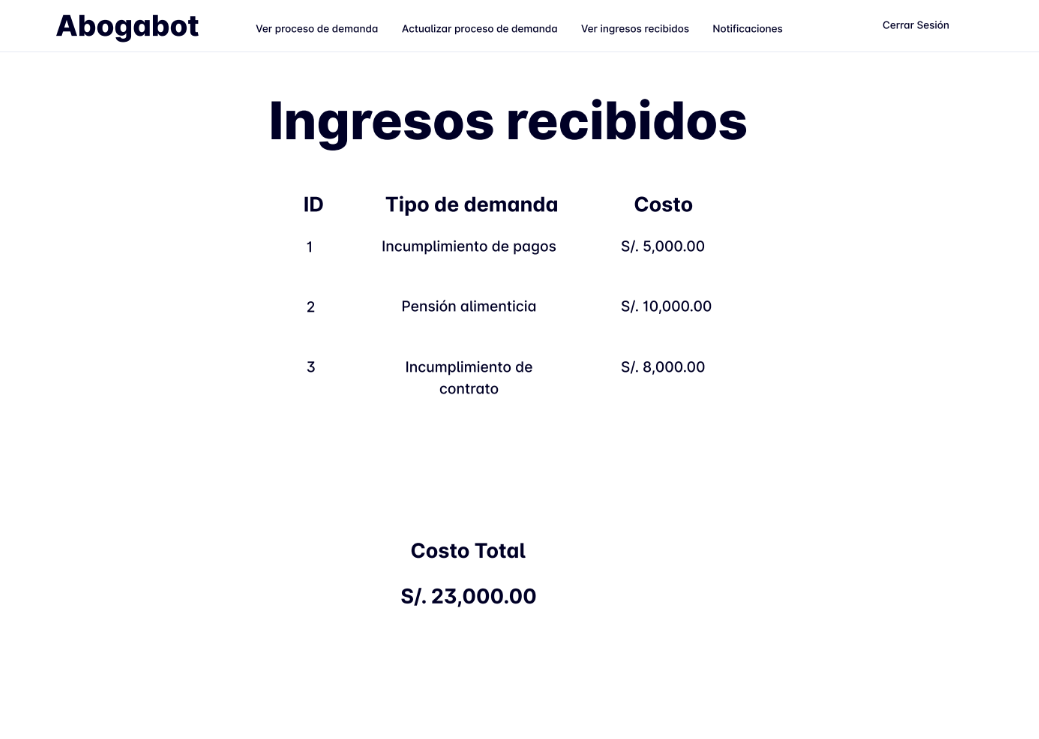 Abogabot
Ver proceso de demanda
Actualizar proceso de demanda
Ver ingresos recibidos
Notificaciones
Cerrar Sesión
Ingresos recibidos
ID Tipo de demanda Costo
1 Incumplimiento de pagos S/. 5,000.00
2 Pensión alimenticia S/. 10,000.00
3 Incumplimiento de S/. 8,000.00
contrato
Costo Total
S/. 23,000.00